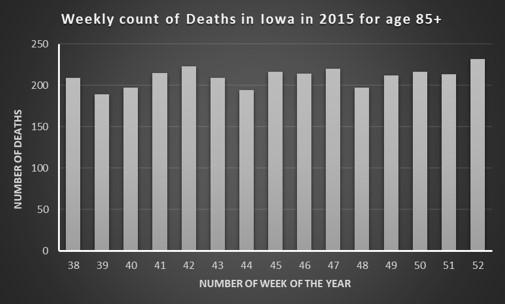 Weekly count of Deaths in Iowa in 2015 for age 85+
250
200
150
100
50
0
NUMBER OF DEATHS
38 39 40 41 42 43 44 45 46 47 48 49 50 51 52
NUMBER OF WEEK OF THE YEAR